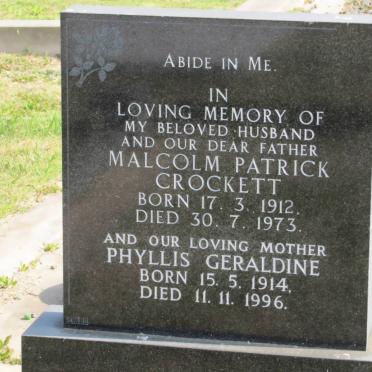 ABIDE IN ME.
IN
LOVING MEMORY OF
MY BELOVED HUSBAND
AND OUR DEAR FATHER
MALCOLM PATRICK
CROCKETT
BORN 17. 3. 1912.
DIED 30. 7. 1973.
AND OUR LOVING MOTHER
PHYLLIS GERALDINE
BORN 15. 5. 1914.
DIED 11. 11. 1996.